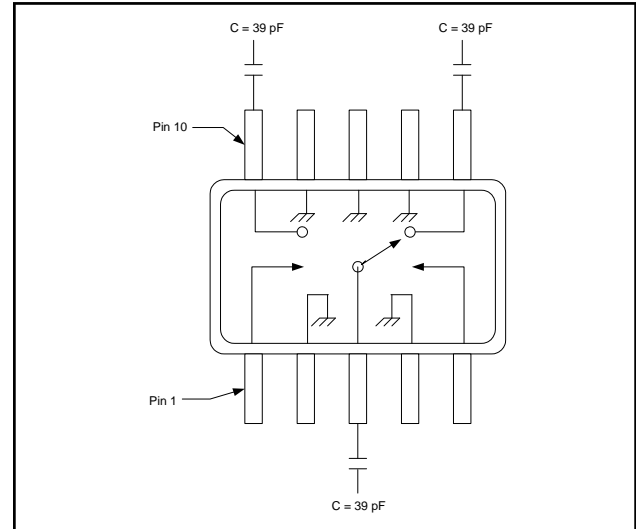 C = 39 pF
C = 39 pF
Pin 10
Pin 1
C = 39 pF